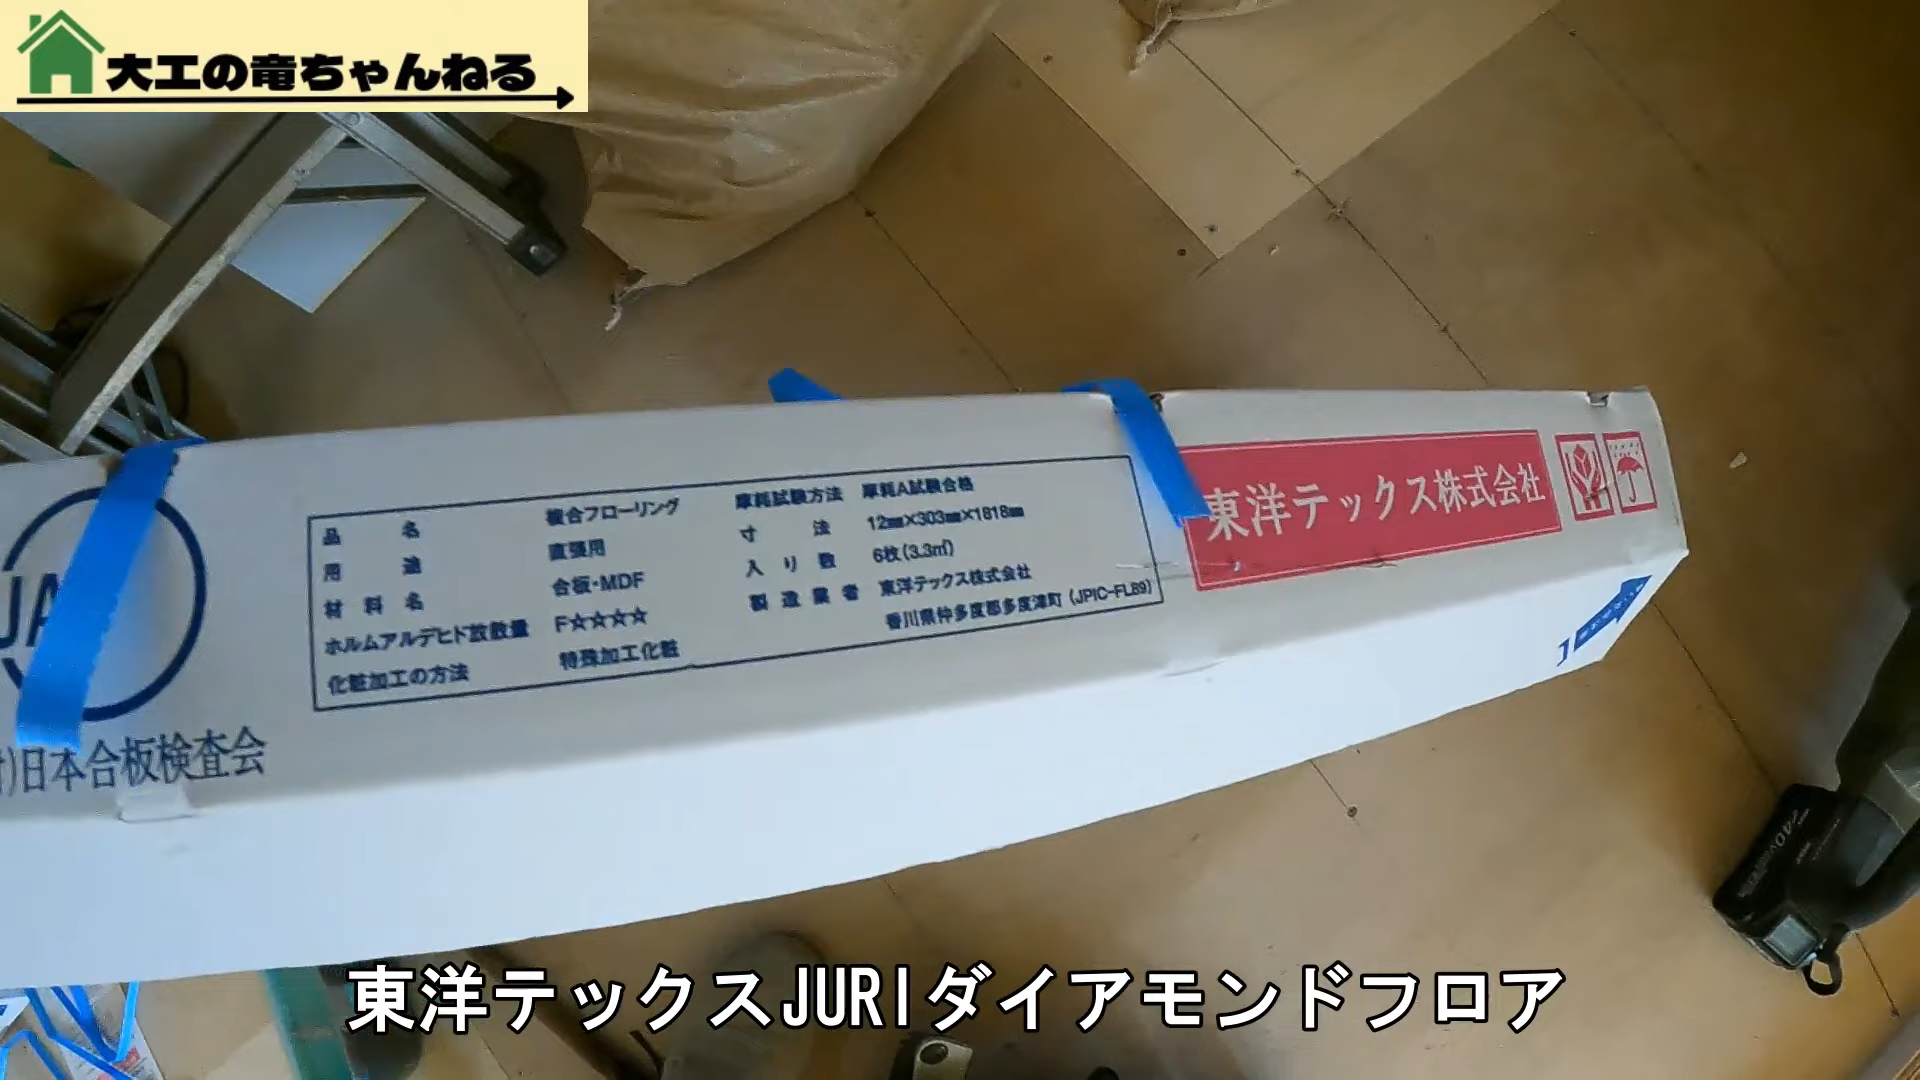 大工の竜ちゃんねる
東洋テックス株式会社
品名 複合フローリング
用途 直張用
材料名 合板・MDF
ホルムアルデヒド放散量 F☆☆☆☆
化粧加工の方法 特殊加工化粧
摩耗試験方法 摩耗A試験合格
寸法 12㎜×303㎜×1818㎜
入り数 6枚(3.3㎡)
製造業者 東洋テックス株式会社
香川県仲多度郡多度津町 (JPIC-FL89)
JA
日本合板検査会
東洋テックスJURIダイアモンドフロア